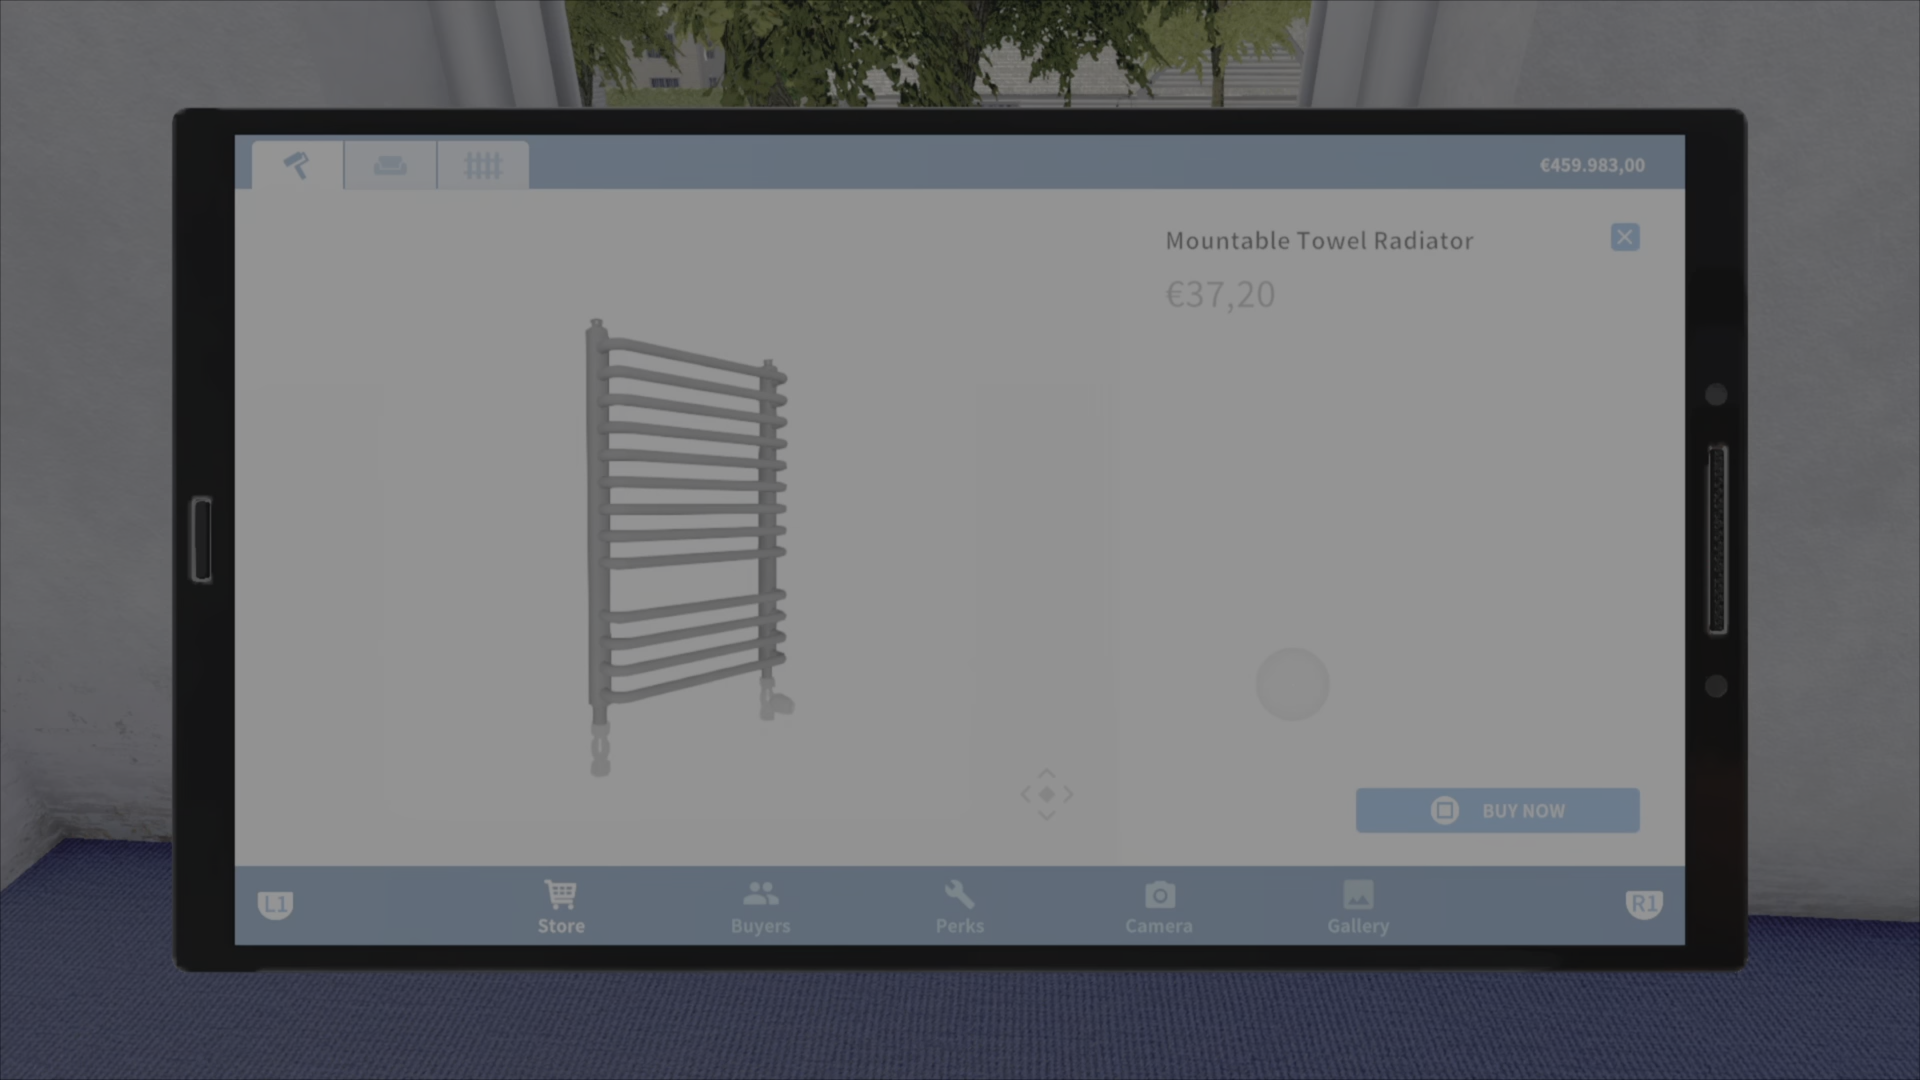 €459.983,00
Mountable Towel Radiator
€37,20
BUY NOW
L1
Store
Buyers
Perks
Camera
Gallery
R1